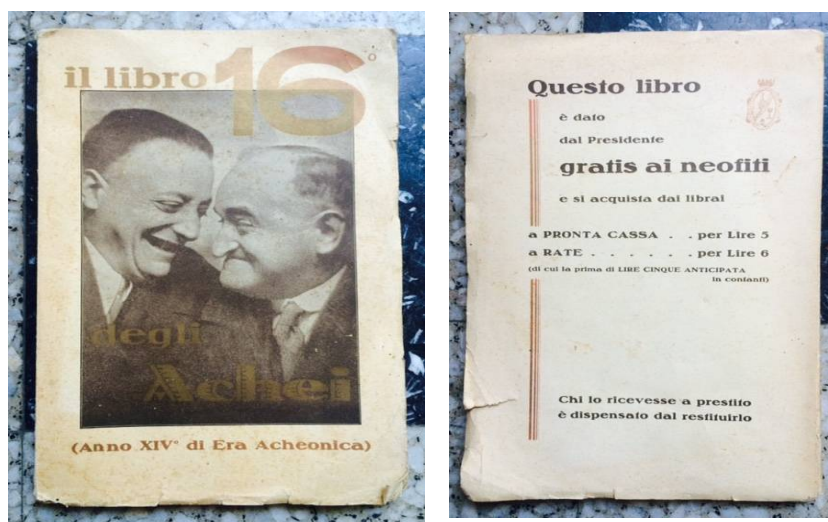 il libro 16°
degli
Achei
(Anno XIV° di Era Acheonica)
Questo libro
è dato
dal Presidente
gratis ai neofiti
e si acquista dai librai
a PRONTA CASSA . . per Lire 5
a RATE . . . . . . per Lire 6
(di cui la prima di LIRE CINQUE ANTICIPATA
in contanti)
Chi lo ricevesse a prestito
è dispensato dal restituirlo